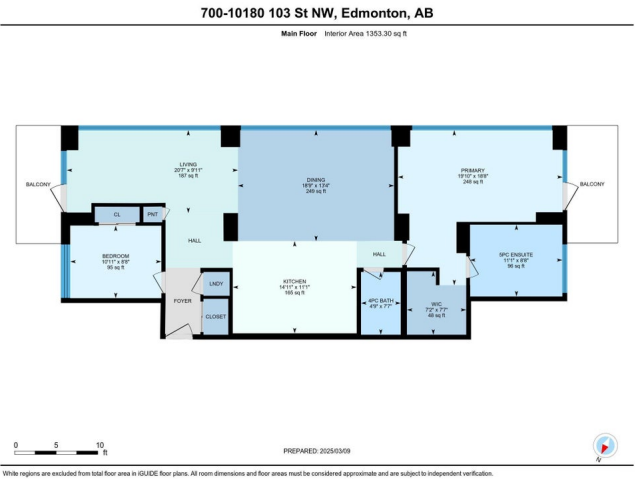 700-10180 103 St NW, Edmonton, AB
Main Floor Interior Area 1353.30 sq ft
BALCONY
LIVING
20'7" x 9'11"
187 sq ft
DINING
18'9" x 13'4"
249 sq ft
PRIMARY
19'10" x 18'8"
248 sq ft
BALCONY
CL
PNT
HALL
BEDROOM
10'11" x 8'8"
95 sq ft
HALL
5PC ENSUITE
11'1" x 8'8"
96 sq ft
LNDY
KITCHEN
14'11" x 11'1"
165 sq ft
FOYER
4PC BATH
4'9" x 7'7"
WIC
7'2" x 7'7"
48 sq ft
CLOSET
0 5 10
ft
PREPARED: 2025/03/09
N
White regions are excluded from total floor area in iGUIDE floor plans. All room dimensions and floor areas must be considered approximate and are subject to independent verification.